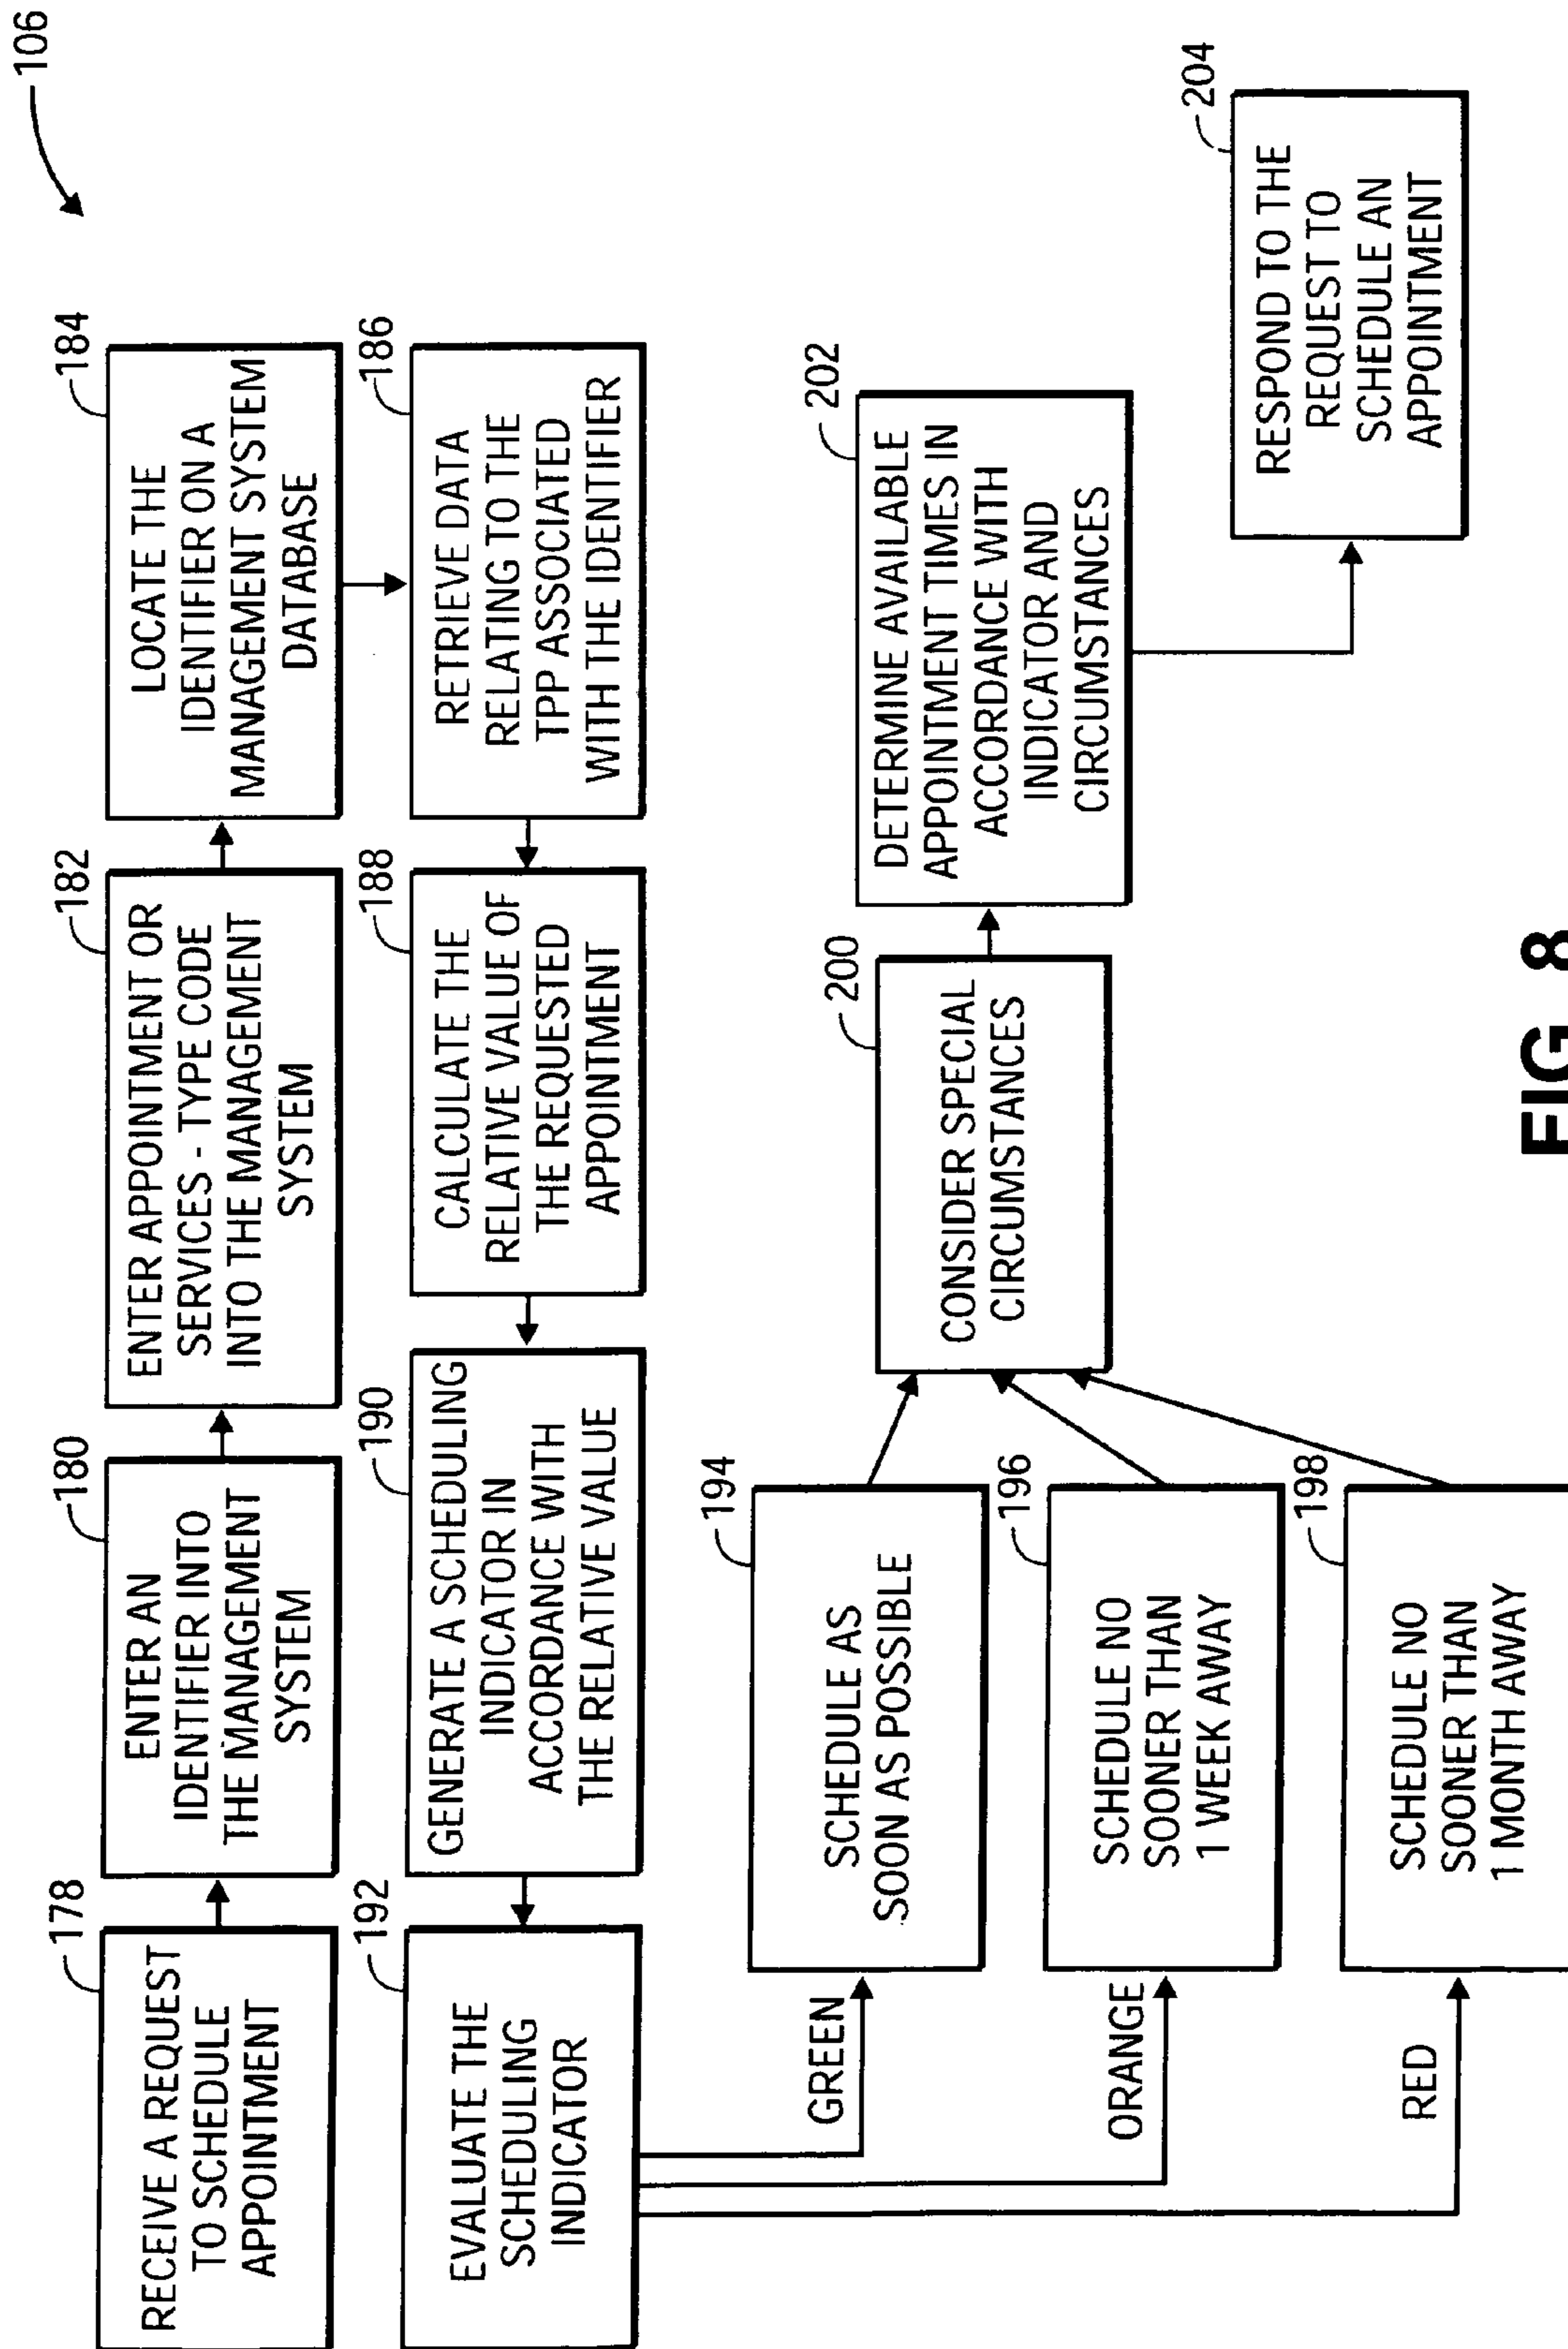 106
178
RECEIVE A REQUEST
TO SCHEDULE
APPOINTMENT
180
ENTER AN
IDENTIFIER INTO
THE MANAGEMENT
SYSTEM
182
ENTER APPOINTMENT OR
SERVICES - TYPE CODE
INTO THE MANAGEMENT
SYSTEM
184
LOCATE THE
IDENTIFIER ON A
MANAGEMENT SYSTEM
DATABASE
186
RETRIEVE DATA
RELATING TO THE
TPP ASSOCIATED
WITH THE IDENTIFIER
188
CALCULATE THE
RELATIVE VALUE OF
THE REQUESTED
APPOINTMENT
190
GENERATE A SCHEDULING
INDICATOR IN
ACCORDANCE WITH
THE RELATIVE VALUE
192
EVALUATE THE
SCHEDULING
INDICATOR
GREEN
194
SCHEDULE AS
SOON AS POSSIBLE
ORANGE
196
SCHEDULE NO
SOONER THAN
1 WEEK AWAY
RED
198
SCHEDULE NO
SOONER THAN
1 MONTH AWAY
200
CONSIDER SPECIAL
CIRCUMSTANCES
202
DETERMINE AVAILABLE
APPOINTMENT TIMES IN
ACCORDANCE WITH
INDICATOR AND
CIRCUMSTANCES
204
RESPOND TO THE
REQUEST TO
SCHEDULE AN
APPOINTMENT
FIG 8